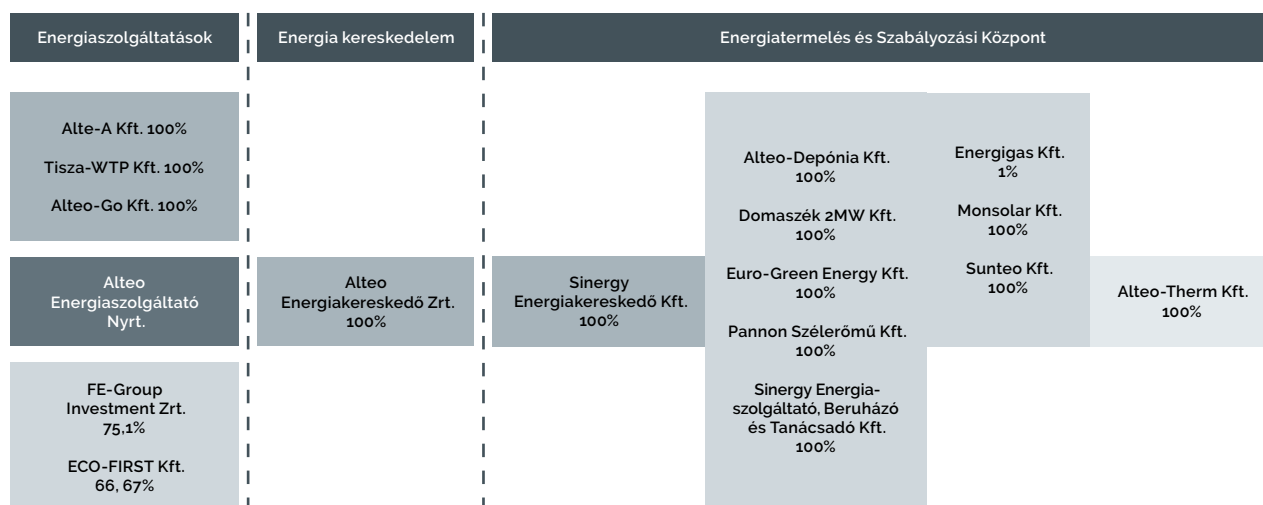 Energiaszolgáltatások
Energia kereskedelem
Energiatermelés és Szabályozási Központ
Alte-A Kft. 100%
Tisza-WTP Kft. 100%
Alteo-Go Kft. 100%
Alteo
Energiaszolgáltató
Nyrt.
FE-Group
Investment Zrt.
75,1%
ECO-FIRST Kft.
66, 67%
Alteo
Energiakereskedő Zrt.
100%
Sinergy
Energiakereskedő Kft.
100%
Alteo-Depónia Kft.
100%
Domaszék 2MW Kft.
100%
Euro-Green Energy Kft.
100%
Pannon Szélerőmű Kft.
100%
Sinergy Energia-
szolgáltató, Beruházó
és Tanácsadó Kft.
100%
Energigas Kft.
1%
Monsolar Kft.
100%
Sunteo Kft.
100%
Alteo-Therm Kft.
100%